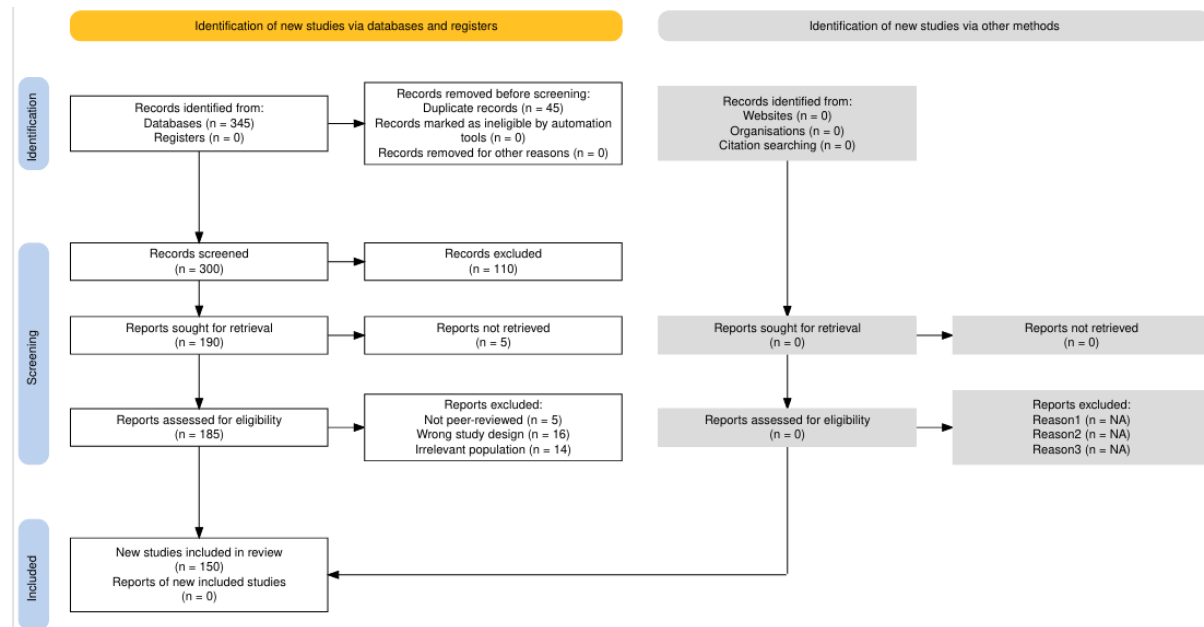 Identification of new studies via databases and registers
Identification of new studies via other methods
Identification
Records identified from:
Databases (n = 345)
Registers (n = 0)
Records removed before screening:
Duplicate records (n = 45)
Records marked as ineligible by automation
tools (n = 0)
Records removed for other reasons (n = 0)
Records identified from:
Websites (n = 0)
Organisations (n = 0)
Citation searching (n = 0)
Screening
Records screened
(n = 300)
Records excluded
(n = 110)
Reports sought for retrieval
(n = 190)
Reports not retrieved
(n = 5)
Reports sought for retrieval
(n = 0)
Reports not retrieved
(n = 0)
Reports assessed for eligibility
(n = 185)
Reports excluded:
Not peer-reviewed (n = 5)
Wrong study design (n = 16)
Irrelevant population (n = 14)
Reports assessed for eligibility
(n = 0)
Reports excluded:
Reason1 (n = NA)
Reason2 (n = NA)
Reason3 (n = NA)
Included
New studies included in review
(n = 150)
Reports of new included studies
(n = 0)